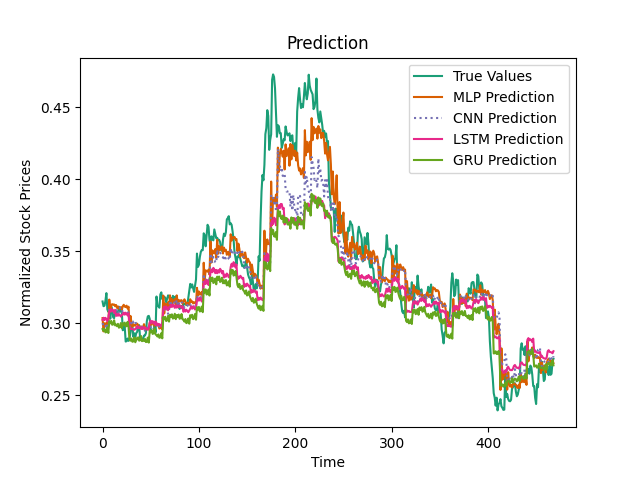 Prediction
Normalized Stock Prices
0.45
0.40
0.35
0.30
0.25
0
100
200
300
400
Time
True Values
MLP Prediction
CNN Prediction
LSTM Prediction
GRU Prediction